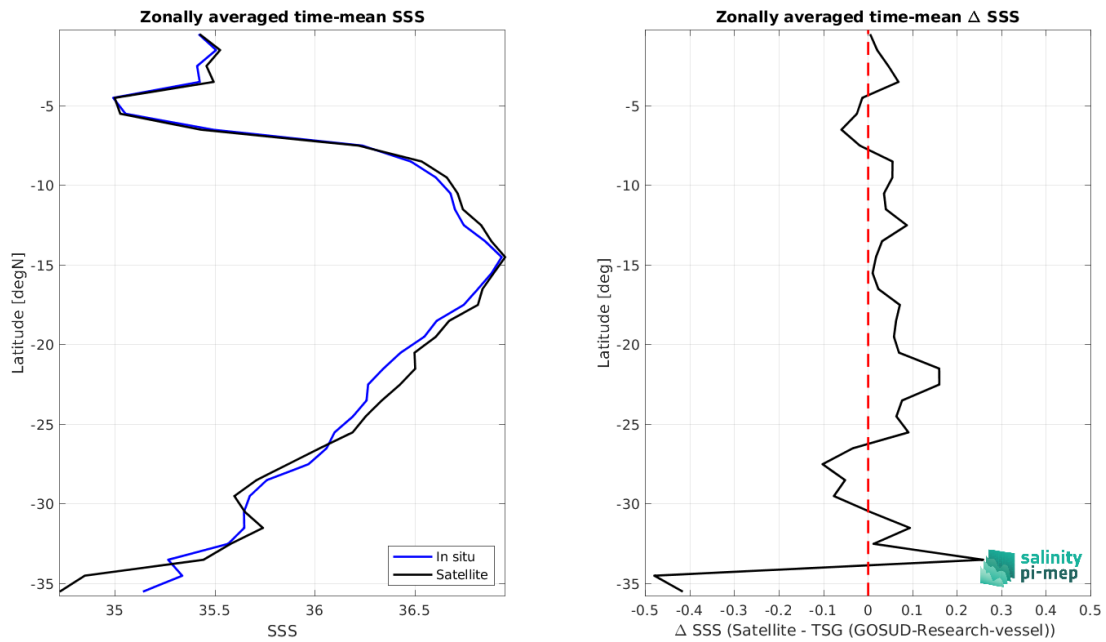 Zonally averaged time-mean SSS
-5
-10
-15
-20
-25
-30
-35
35
35.5
36
36.5
Latitude [degN]
SSS
In situ
Satellite
Zonally averaged time-mean Δ SSS
-5
-10
-15
-20
-25
-30
-35
-0.5
-0.4
-0.3
-0.2
-0.1
0
0.1
0.2
0.3
0.4
0.5
Latitude [deg]
Δ SSS (Satellite - TSG (GOSUD-Research-vessel))
salinity
pi-mep